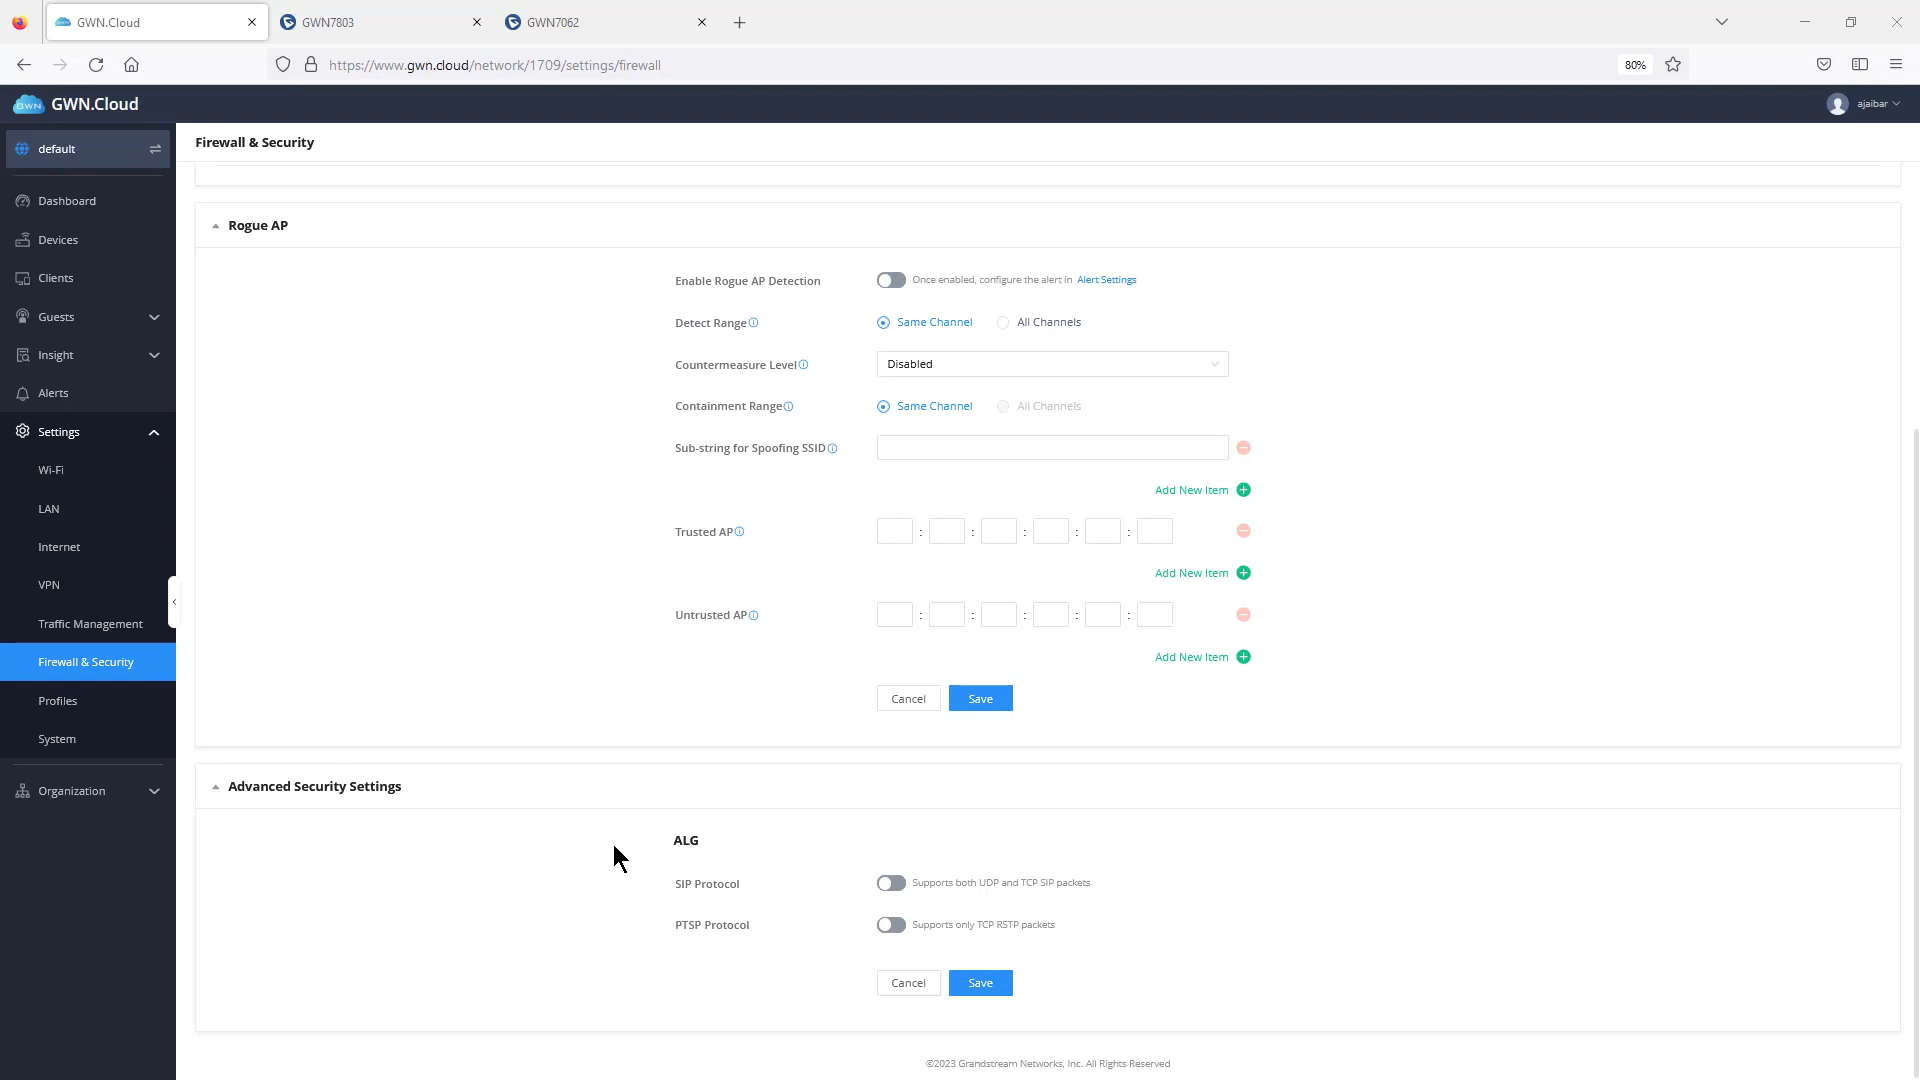 GWN.Cloud
GWN7803
GWN7062
https://www.gwn.cloud/network/1709/settings/firewall
80%
GWN GWN.Cloud
ajaibar
default
Firewall & Security
Dashboard
Devices
Clients
Guests
Insight
Alerts
Settings
Wi-Fi
LAN
Internet
VPN
Traffic Management
Firewall & Security
Profiles
System
Organization
Rogue AP
Enable Rogue AP Detection
Once enabled, configure the alert in Alert Settings
Detect Range
Same Channel
All Channels
Countermeasure Level
Disabled
Containment Range
Same Channel
All Channels
Sub-string for Spoofing SSID
Add New Item
Trusted AP
: : : : :
Add New Item
Untrusted AP
: : : : :
Add New Item
Cancel
Save
Advanced Security Settings
ALG
SIP Protocol
Supports both UDP and TCP SIP packets
PTSP Protocol
Supports only TCP RSTP packets
Cancel
Save
©2023 Grandstream Networks, Inc. All Rights Reserved